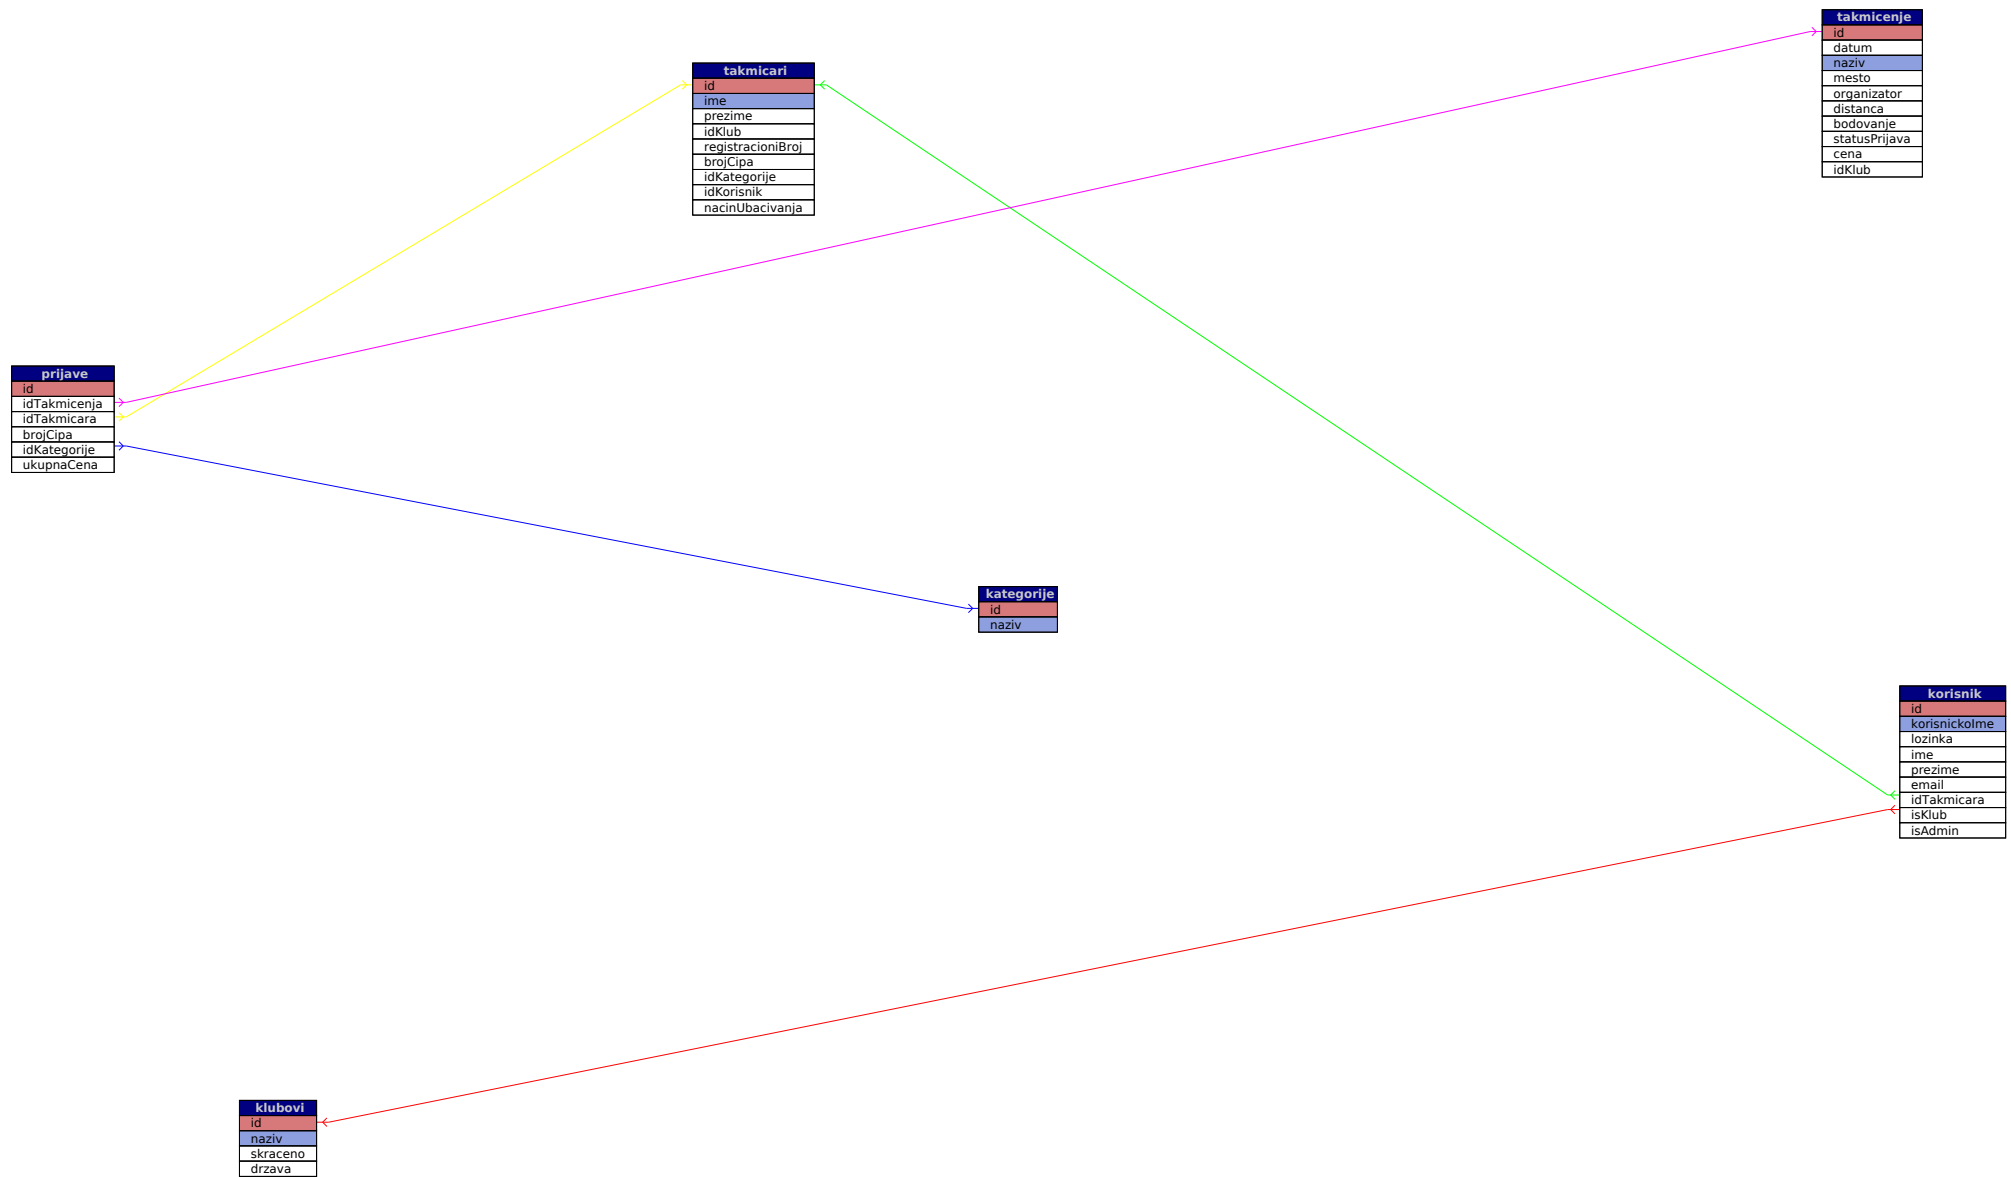 takmicenje
id
datum
naziv
mesto
organizator
distanca
bodovanje
statusPrijava
cena
idKlub
takmicari
id
ime
prezime
idKlub
registracioniBroj
brojCipa
idKategorije
idKorisnik
nacinUbacivanja
prijave
id
idTakmicenja
idTakmicara
brojCipa
idKategorije
ukupnaCena
kategorije
id
naziv
korisnik
id
korisnickoIme
lozinka
ime
prezime
email
idTakmicara
isKlub
isAdmin
klubovi
id
naziv
skraceno
drzava